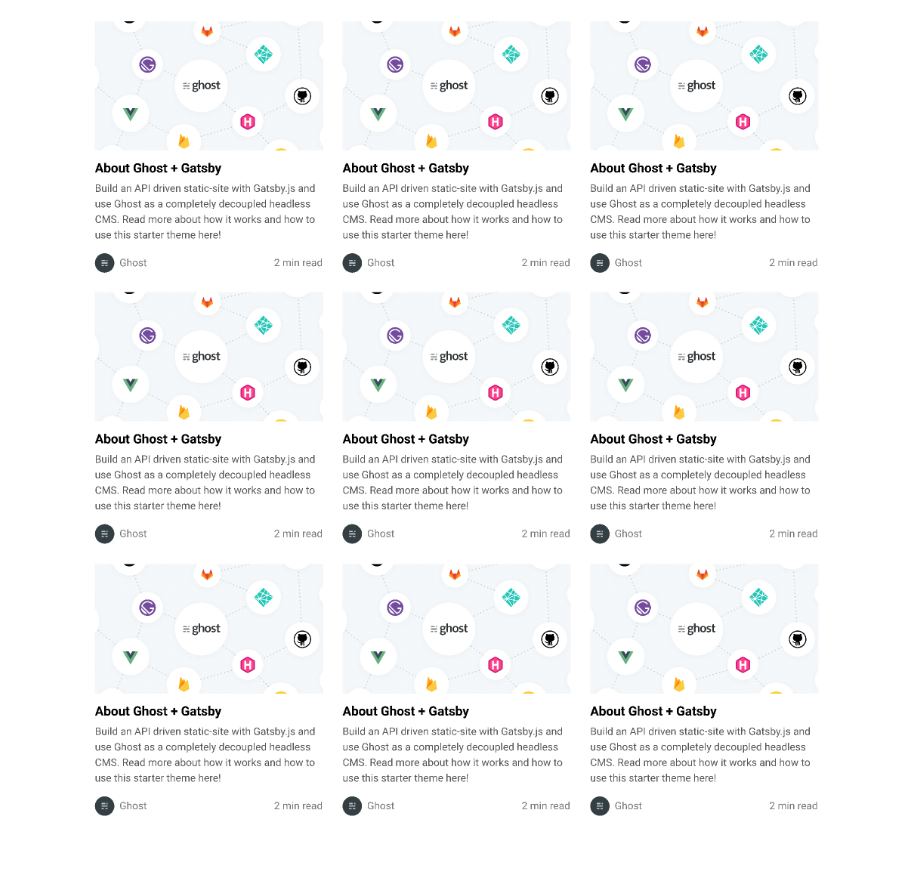 ghost
ghost
ghost
About Ghost + Gatsby
About Ghost + Gatsby
About Ghost + Gatsby
Build an API driven static-site with Gatsby.js and
use Ghost as a completely decoupled headless
CMS. Read more about how it works and how to
use this starter theme here!
Build an API driven static-site with Gatsby.js and
use Ghost as a completely decoupled headless
CMS. Read more about how it works and how to
use this starter theme here!
Build an API driven static-site with Gatsby.js and
use Ghost as a completely decoupled headless
CMS. Read more about how it works and how to
use this starter theme here!
Ghost 2 min read
Ghost 2 min read
Ghost 2 min read
ghost
ghost
ghost
About Ghost + Gatsby
About Ghost + Gatsby
About Ghost + Gatsby
Build an API driven static-site with Gatsby.js and
use Ghost as a completely decoupled headless
CMS. Read more about how it works and how to
use this starter theme here!
Build an API driven static-site with Gatsby.js and
use Ghost as a completely decoupled headless
CMS. Read more about how it works and how to
use this starter theme here!
Build an API driven static-site with Gatsby.js and
use Ghost as a completely decoupled headless
CMS. Read more about how it works and how to
use this starter theme here!
Ghost 2 min read
Ghost 2 min read
Ghost 2 min read
ghost
ghost
ghost
About Ghost + Gatsby
About Ghost + Gatsby
About Ghost + Gatsby
Build an API driven static-site with Gatsby.js and
use Ghost as a completely decoupled headless
CMS. Read more about how it works and how to
use this starter theme here!
Build an API driven static-site with Gatsby.js and
use Ghost as a completely decoupled headless
CMS. Read more about how it works and how to
use this starter theme here!
Build an API driven static-site with Gatsby.js and
use Ghost as a completely decoupled headless
CMS. Read more about how it works and how to
use this starter theme here!
Ghost 2 min read
Ghost 2 min read
Ghost 2 min read